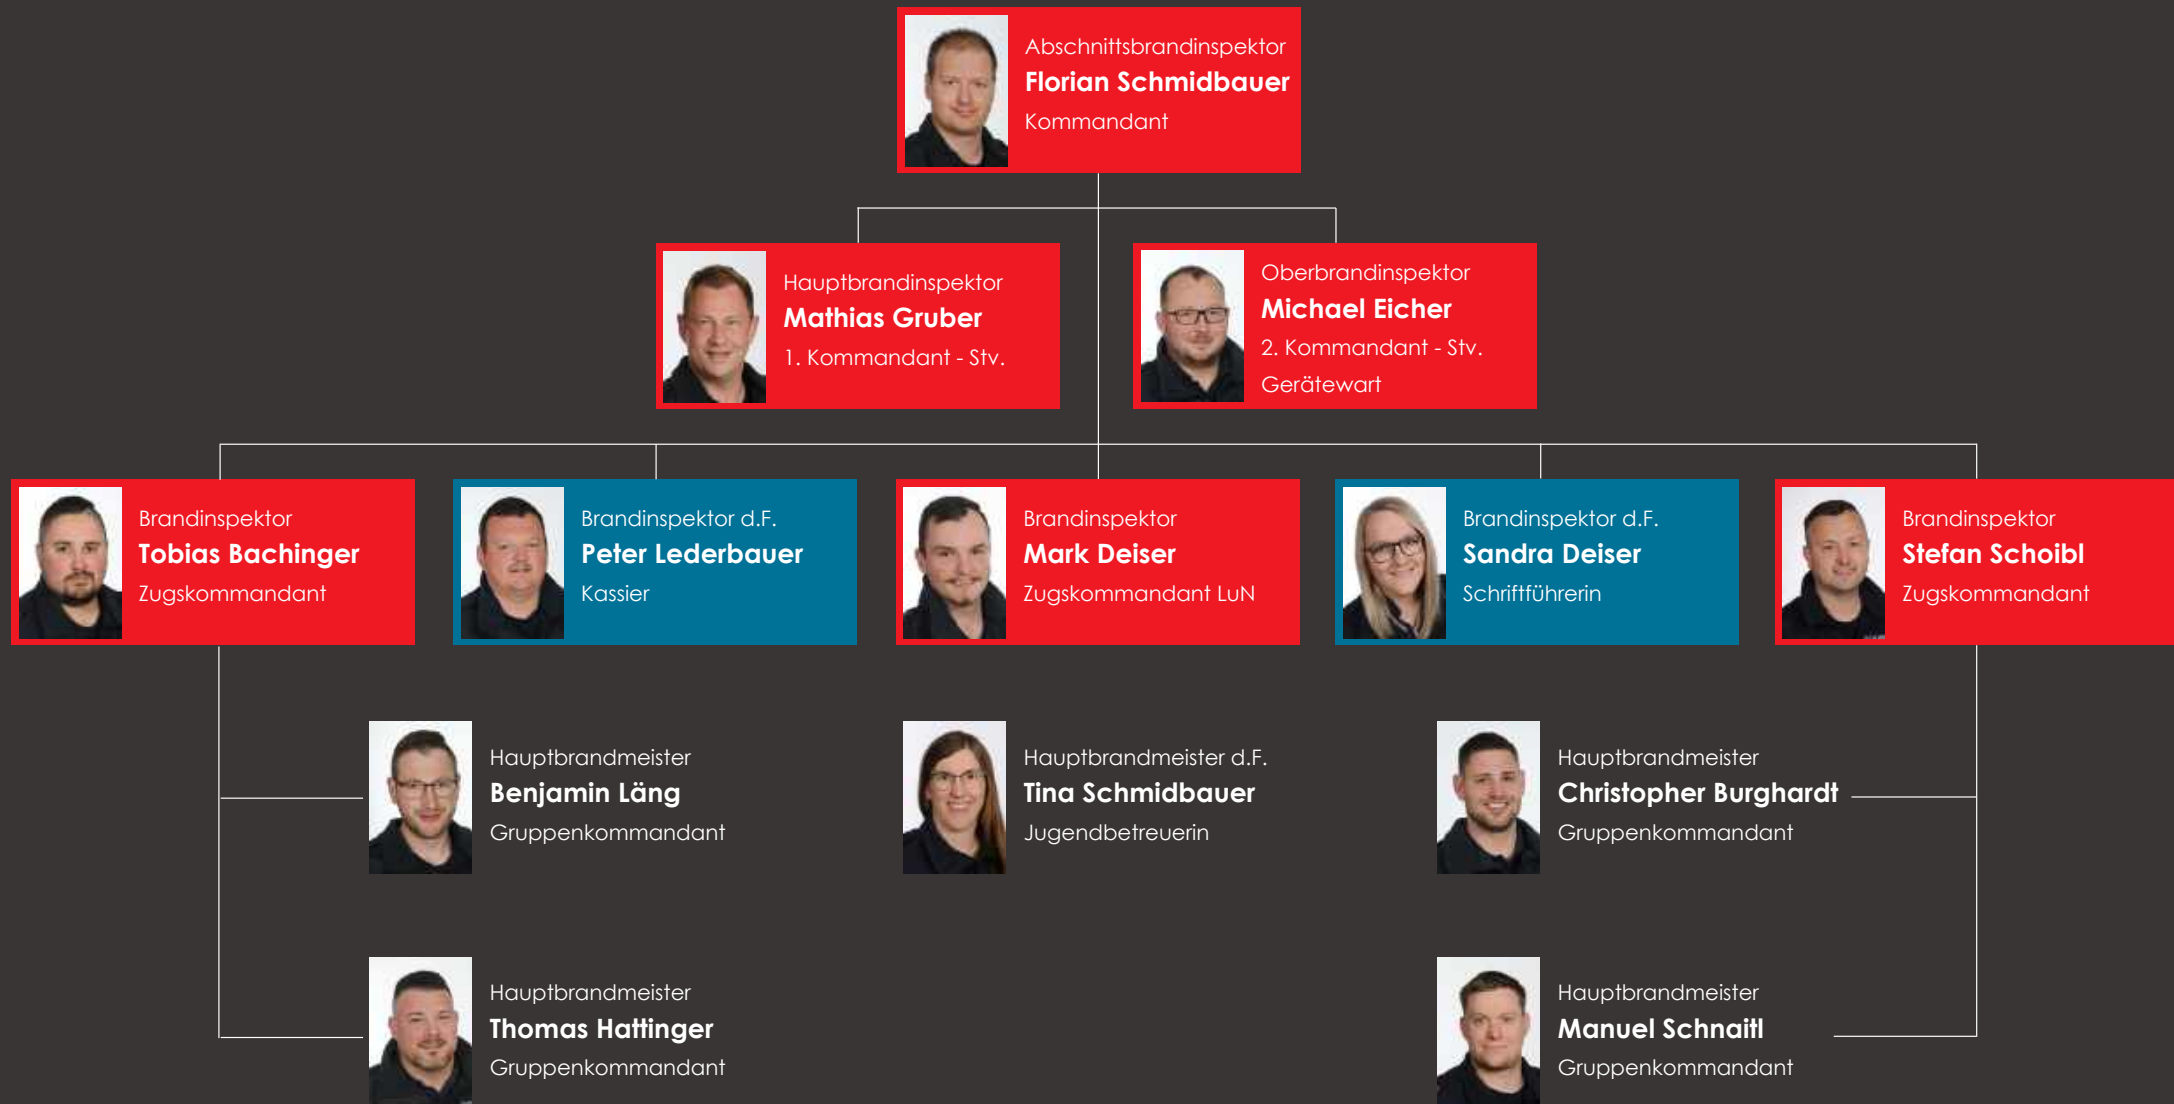 Abschnittsbrandinspektor
Florian Schmidbauer
Kommandant
Hauptbrandinspektor
Mathias Gruber
1. Kommandant - Stv.
Oberbrandinspektor
Michael Eicher
2. Kommandant - Stv.
Gerätewart
Brandinspektor
Tobias Bachinger
Zugskommandant
Brandinspektor d.F.
Peter Lederbauer
Kassier
Brandinspektor
Mark Deiser
Zugskommandant LuN
Brandinspektor d.F.
Sandra Deiser
Schriftführerin
Brandinspektor
Stefan Schoibl
Zugskommandant
Hauptbrandmeister
Benjamin Läng
Gruppenkommandant
Hauptbrandmeister d.F.
Tina Schmidbauer
Jugendbetreuerin
Hauptbrandmeister
Christopher Burghardt
Gruppenkommandant
Hauptbrandmeister
Thomas Hattinger
Gruppenkommandant
Hauptbrandmeister
Manuel Schnaitl
Gruppenkommandant